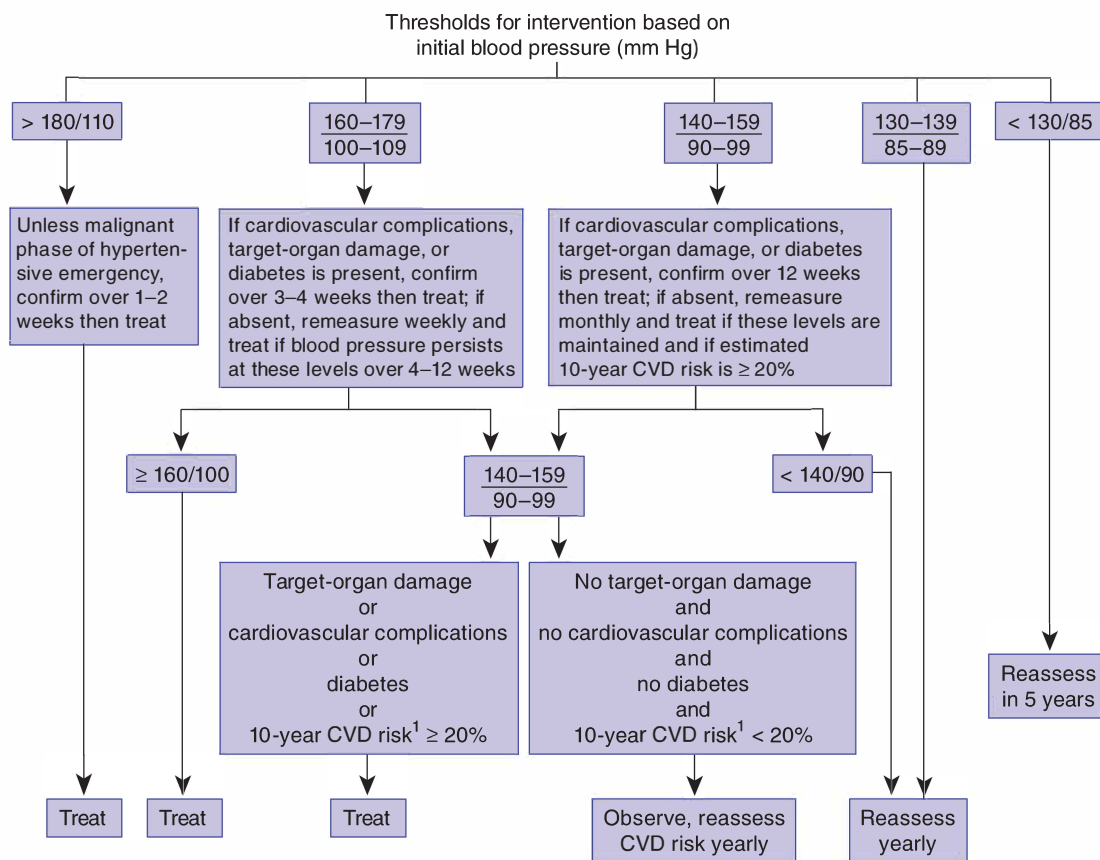 Thresholds for intervention based on
initial blood pressure (mm Hg)
> 180/110
160–179
100–109
140–159
90–99
130–139
85–89
< 130/85
Unless malignant
phase of hyperten-
sive emergency,
confirm over 1–2
weeks then treat
If cardiovascular complications,
target-organ damage, or
diabetes is present, confirm
over 3–4 weeks then treat; if
absent, remeasure weekly and
treat if blood pressure persists
at these levels over 4–12 weeks
If cardiovascular complications,
target-organ damage, or diabetes
is present, confirm over 12 weeks
then treat; if absent, remeasure
monthly and treat if these levels are
maintained and if estimated
10-year CVD risk is ≥ 20%
≥ 160/100
140–159
90–99
< 140/90
Target-organ damage
or
cardiovascular complications
or
diabetes
or
10-year CVD risk¹ ≥ 20%
No target-organ damage
and
no cardiovascular complications
and
no diabetes
and
10-year CVD risk¹ < 20%
Reassess
in 5 years
Treat
Treat
Treat
Observe, reassess
CVD risk yearly
Reassess
yearly